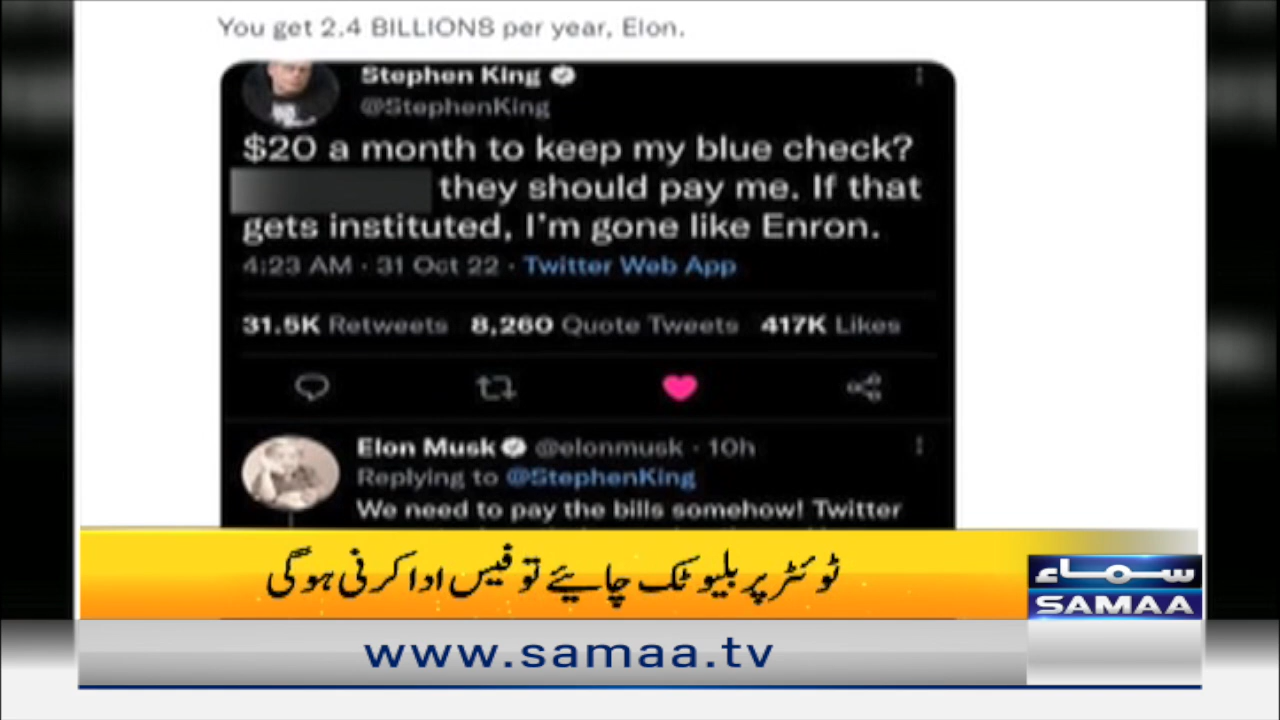 You get 2.4 BILLIONS per year, Elon.
Stephen King
@StephenKing
$20 a month to keep my blue check?
they should pay me. If that
gets instituted, I'm gone like Enron.
4:23 AM · 31 Oct 22 · Twitter Web App
31.5K Retweets 8,260 Quote Tweets 417K Likes
Elon Musk @elonmusk · 10h
Replying to @StephenKing
We need to pay the bills somehow! Twitter
ٹوئٹر پر بلیو ٹک چاہیے تو فیس ادا کرنی ہوگی
سماء
SAMAA
www.samaa.tv